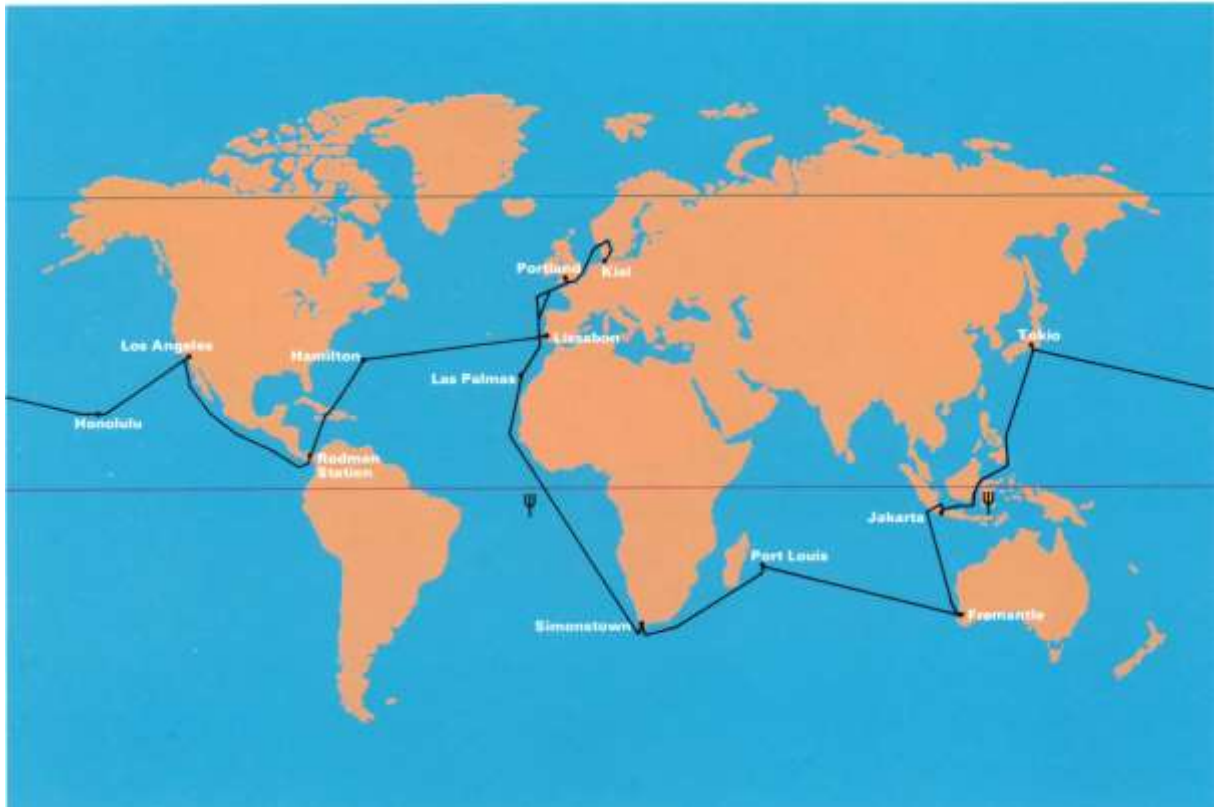 Portland
Kiel
Los Angeles
Hamilton
Lissabon
Tokio
Las Palmas
Honolulu
Rodman
Station
Jakarta
Port Louis
Simonstown
Fremantle